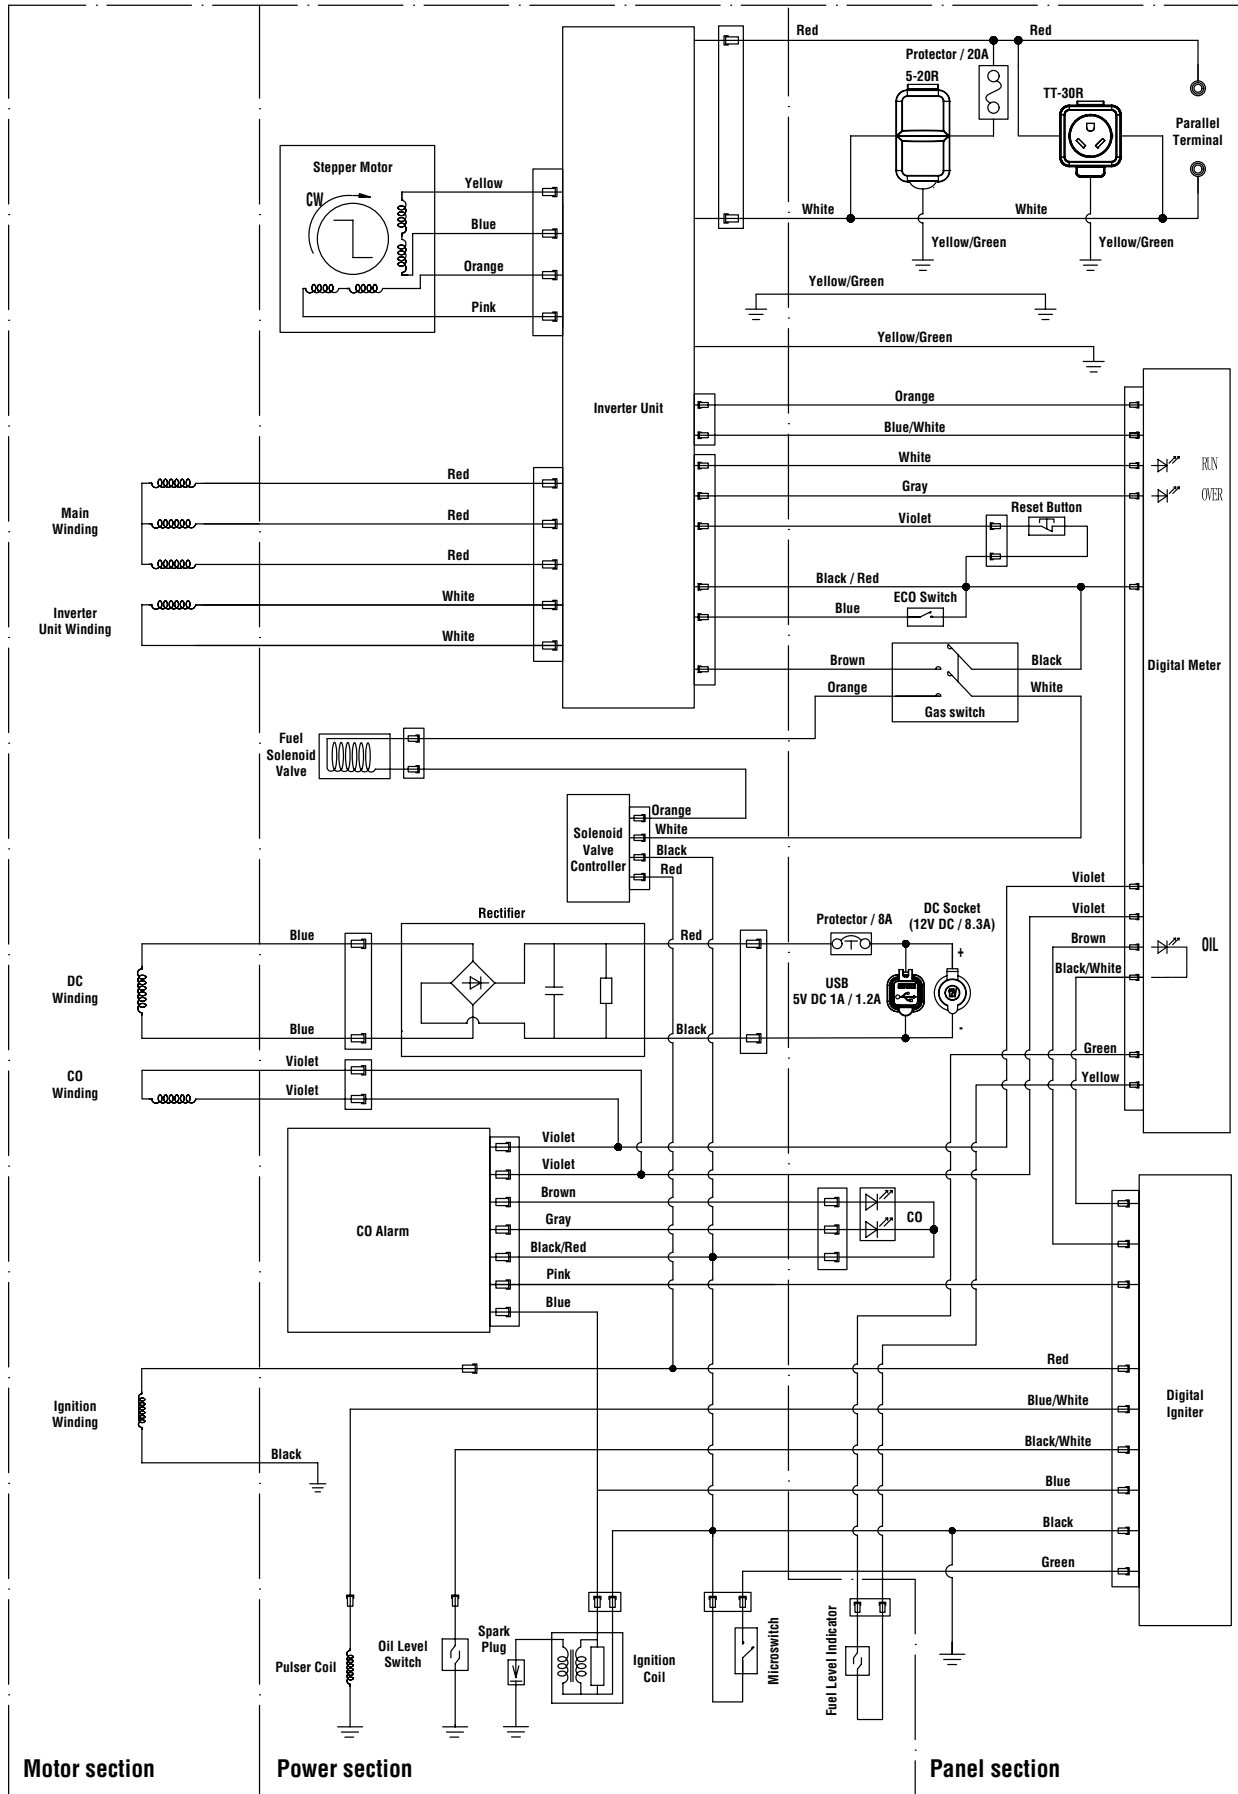 Red
Red
Protector / 20A
5-20R
TT-30R
Parallel
Terminal
Stepper Motor
CW
Yellow
Blue
Orange
Pink
White
White
Yellow/Green
Yellow/Green
Yellow/Green
Yellow/Green
Inverter Unit
Orange
Blue/White
White
RUN
Gray
OVER
Violet
Reset Button
Main
Winding
Red
Red
Red
Black / Red
Inverter
Unit Winding
White
White
Blue
ECO Switch
Brown
Black
Orange
White
Gas switch
Digital Meter
Fuel
Solenoid
Valve
Solenoid
Valve
Controller
Orange
White
Black
Red
Violet
Violet
Brown
OIL
Black/White
Green
Yellow
DC
Winding
Blue
Blue
Rectifier
Red
Black
Protector / 8A
DC Socket
(12V DC / 8.3A)
+
USB
5V DC 1A / 1.2A
-
CO
Winding
Violet
Violet
CO Alarm
Violet
Violet
Brown
Gray
Black/Red
Pink
Blue
CO
Ignition
Winding
Black
Red
Blue/White
Black/White
Blue
Black
Green
Digital
Igniter
Pulser Coil
Oil Level
Switch
Spark
Plug
Ignition
Coil
Microswitch
Fuel Level Indicator
Motor section
Power section
Panel section